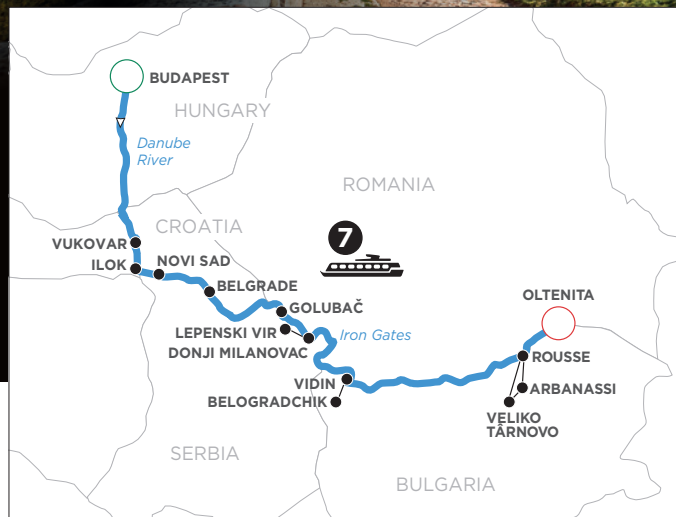 BUDAPEST
HUNGARY
Danube
River
ROMANIA
CROATIA
7
VUKOVAR
ILOK
NOVI SAD
BELGRADE
GOLUBAČ
OLTENITA
LEPENSKI VIR
Iron Gates
DONJI MILANOVAC
ROUSSE
VIDIN
ARBANASSI
BELOGRADCHIK
VELIKO
TÂRNOVO
SERBIA
BULGARIA